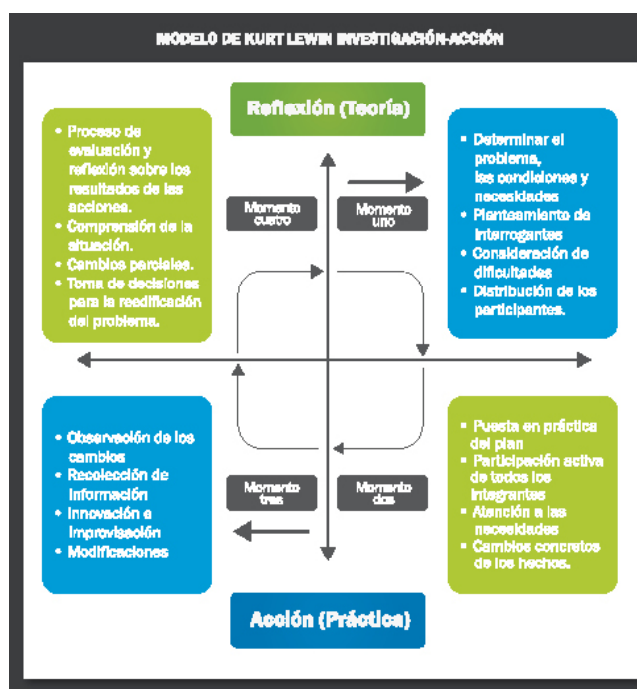 MODELO DE KURT LEWIN INVESTIGACIÓN-ACCIÓN
Reflexión (Teoría)
• Proceso de
evaluación y
reflexión sobre los
resultados de las
acciones.
• Comprensión de la
situación.
• Cambios parciales.
• Toma de decisiones
para la reedificación
del problema.
Momento
cuatro
Momento
uno
• Determinar el
problema,
las condiciones y
necesidades
• Planteamiento de
interrogantes
• Consideración de
dificultades
• Distribución de los
participantes.
• Observación de los
cambios
• Recolección de
información
• Innovación e
improvisación
• Modificaciones
Momento
tres
Momento
dos
• Puesta en práctica
del plan
• Participación activa
de todos los
integrantes
• Atención a las
necesidades
• Cambios concretos
de los hechos.
Acción (Práctica)